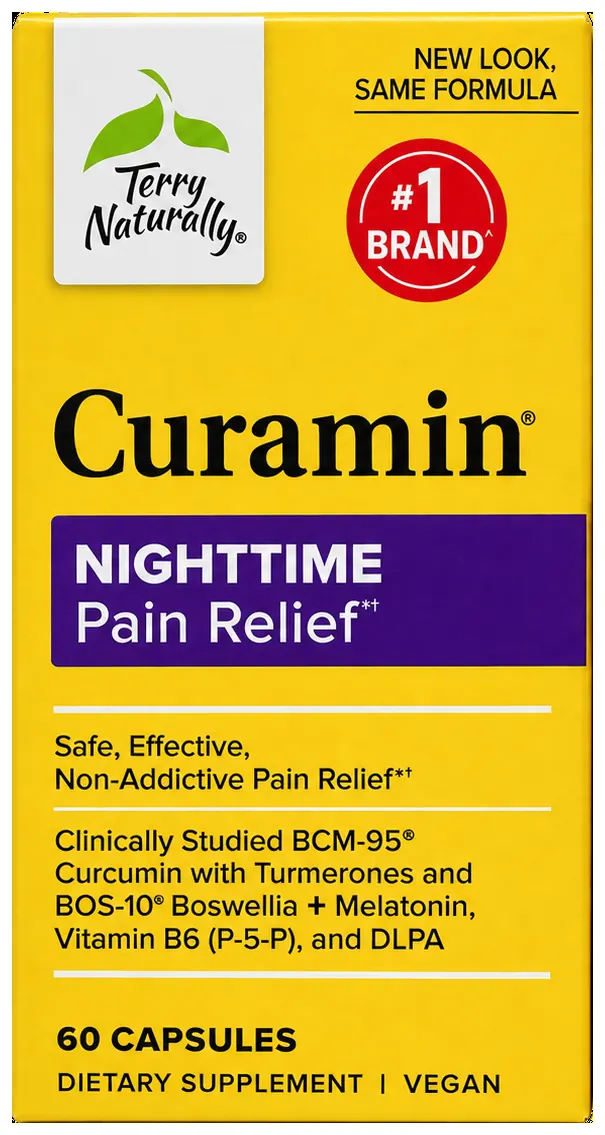 NEW LOOK,
SAME FORMULA
Terry
Naturally®
#1
BRAND^
Curamin®
NIGHTTIME
Pain Relief*†
Safe, Effective,
Non-Addictive Pain Relief*†
Clinically Studied BCM-95®
Curcumin with Turmerones and
BOS-10® Boswellia + Melatonin,
Vitamin B6 (P-5-P), and DLPA
60 CAPSULES
DIETARY SUPPLEMENT | VEGAN